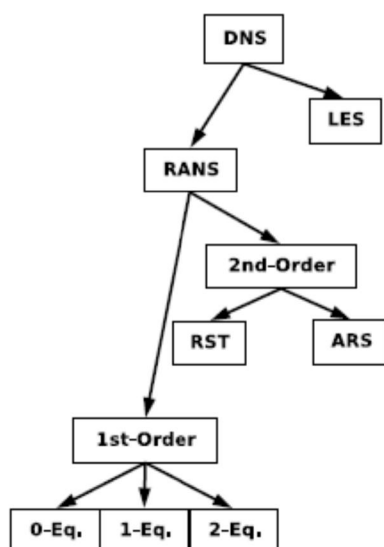 DNS
LES
RANS
2nd-Order
RST
ARS
1st-Order
0-Eq.
1-Eq.
2-Eq.